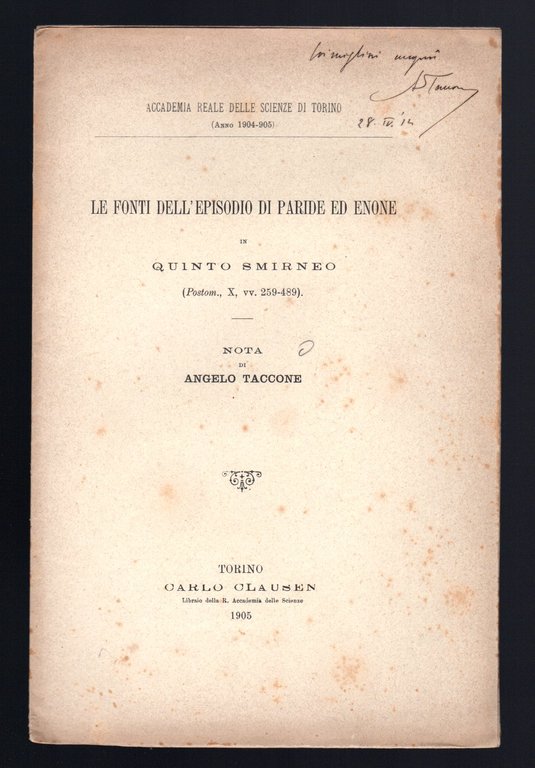 Coi migliori auguri
A Taccone
28. IV. '14
ACCADEMIA REALE DELLE SCIENZE DI TORINO
(Anno 1904-905)
LE FONTI DELL'EPISODIO DI PARIDE ED ENONE
IN
QUINTO SMIRNEO
(Postom., X, vv. 259-489).
NOTA
DI
ANGELO TACCONE
TORINO
CARLO CLAUSEN
Libraio della R. Accademia delle Scienze
1905